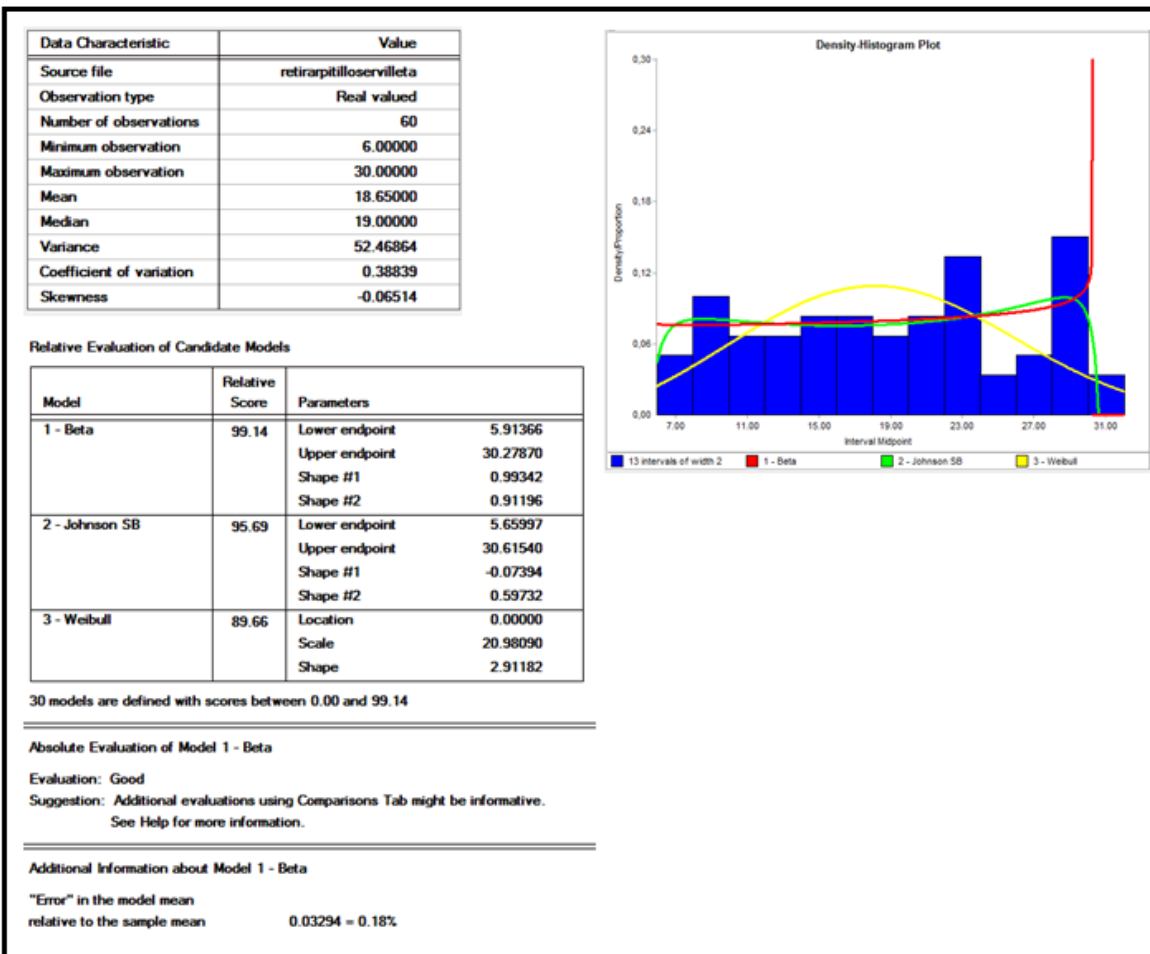 Data Characteristic Value
Source file retirarpitilloservilleta
Observation type Real valued
Number of observations 60
Minimum observation 6.00000
Maximum observation 30.00000
Mean 18.65000
Median 19.00000
Variance 52.46864
Coefficient of variation 0.38839
Skewness -0.06514
Relative Evaluation of Candidate Models
Model Relative Score Parameters
1 - Beta 99.14 Lower endpoint 5.91366
Upper endpoint 30.27870
Shape #1 0.99342
Shape #2 0.91196
2 - Johnson SB 95.69 Lower endpoint 5.65997
Upper endpoint 30.61540
Shape #1 -0.07394
Shape #2 0.59732
3 - Weibull 89.66 Location 0.00000
Scale 20.98090
Shape 2.91182
30 models are defined with scores between 0.00 and 99.14
Absolute Evaluation of Model 1 - Beta
Evaluation: Good
Suggestion: Additional evaluations using Comparisons Tab might be informative.
See Help for more information.
Additional Information about Model 1 - Beta
"Error" in the model mean
relative to the sample mean 0.03294 = 0.18%
Density-Histogram Plot
0,30
0,24
0,18
0,12
0,06
0,00
Density/Proportion
7.00 11.00 15.00 19.00 23.00 27.00 31.00
Interval Midpoint
13 intervals of width 2 1 - Beta 2 - Johnson SB 3 - Weibull